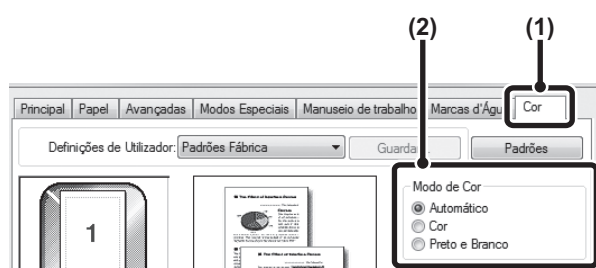 (2) (1)
Principal Papel Avançadas Modos Especiais Manuseio de trabalho Marcas d'Águ Cor
Definições de Utilizador: Padrões Fábrica Guarda... Padrões
Modo de Cor
Automático
Cor
Preto e Branco
1